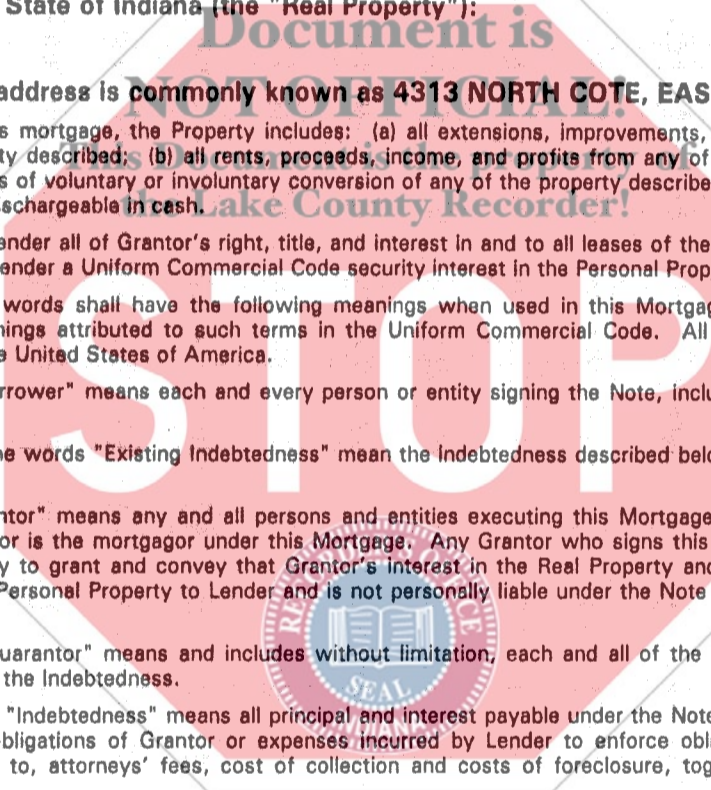 State of Indiana (the "Real Property"):
Document is
NOT OFFICIAL!
address is commonly known as 4313 NORTH COTE, EAS
s mortgage, the Property includes: (a) all extensions, improvements,
ty described; (b) all rents, proceeds, income, and profits from any of
This Document is the property of
s of voluntary or involuntary conversion of any of the property describe
the Lake County Recorder!
schargeable in cash.
ender all of Grantor's right, title, and interest in and to all leases of the
ender a Uniform Commercial Code security interest in the Personal Prop
words shall have the following meanings when used in this Mortgag
nings attributed to such terms in the Uniform Commercial Code. All
e United States of America.
rrower" means each and every person or entity signing the Note, inclu
STOP
he words "Existing Indebtedness" mean the indebtedness described belo
ntor" means any and all persons and entities executing this Mortgage
or is the mortgagor under this Mortgage. Any Grantor who signs this
y to grant and convey that Grantor's interest in the Real Property and
Personal Property to Lender and is not personally liable under the Note
RECORDER'S OFFICE
SEAL
INDIANA
uarantor" means and includes without limitation, each and all of the
the Indebtedness.
"Indebtedness" means all principal and interest payable under the Note
bligations of Grantor or expenses incurred by Lender to enforce obli
to, attorneys' fees, cost of collection and costs of foreclosure, tog